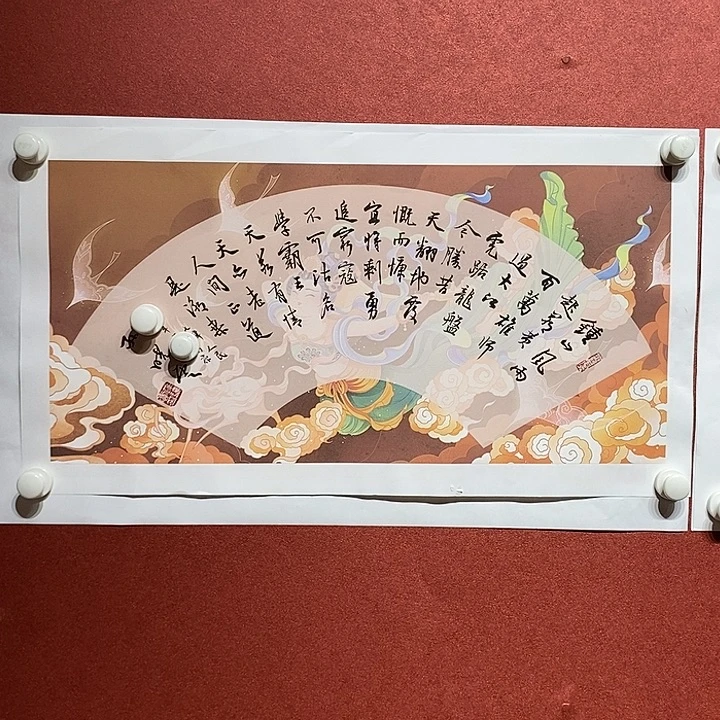 鍾山風雨
起蒼黃
百萬雄師
過大江
虎踞龍盤
今勝昔
天翻地覆
慨而慷
宜將剩勇
追窮寇
不可沽名
學霸王
天若有情
天亦老
人間正道
是滄桑